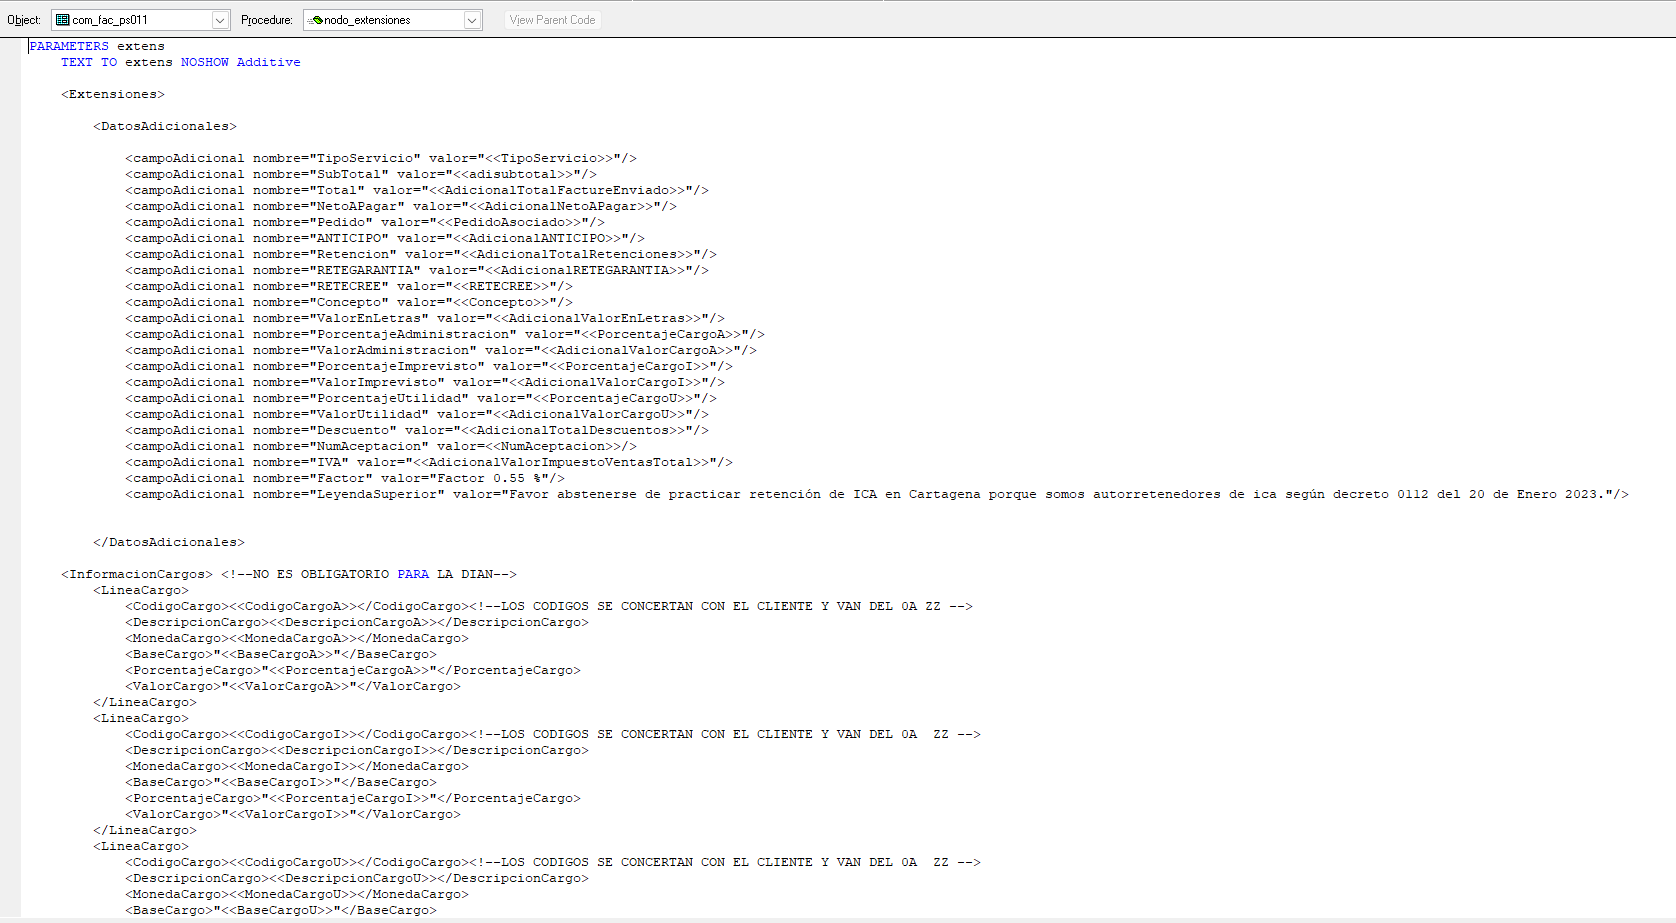 Object: com_fac_ps011 Procedure: nodo_extensiones View Parent Code
PARAMETERS extens
TEXT TO extens NOSHOW Additive
<Extensiones>
<DatosAdicionales>
<campoAdicional nombre="TipoServicio" valor="<<TipoServicio>>"/>
<campoAdicional nombre="SubTotal" valor="<<adisubtotal>>"/>
<campoAdicional nombre="Total" valor="<<AdicionalTotalFactureEnviado>>"/>
<campoAdicional nombre="NetoAPagar" valor="<<AdicionalNetoAPagar>>"/>
<campoAdicional nombre="Pedido" valor="<<PedidoAsociado>>"/>
<campoAdicional nombre="ANTICIPO" valor="<<AdicionalANTICIPO>>"/>
<campoAdicional nombre="Retencion" valor="<<AdicionalTotalRetenciones>>"/>
<campoAdicional nombre="RETEGARANTIA" valor="<<AdicionalRETEGARANTIA>>"/>
<campoAdicional nombre="RETECREE" valor="<<RETECREE>>"/>
<campoAdicional nombre="Concepto" valor="<<Concepto>>"/>
<campoAdicional nombre="ValorEnLetras" valor="<<AdicionalValorEnLetras>>"/>
<campoAdicional nombre="PorcentajeAdministracion" valor="<<PorcentajeCargoA>>"/>
<campoAdicional nombre="ValorAdministracion" valor="<<AdicionalValorCargoA>>"/>
<campoAdicional nombre="PorcentajeImprevisto" valor="<<PorcentajeCargoI>>"/>
<campoAdicional nombre="ValorImprevisto" valor="<<AdicionalValorCargoI>>"/>
<campoAdicional nombre="PorcentajeUtilidad" valor="<<PorcentajeCargoU>>"/>
<campoAdicional nombre="ValorUtilidad" valor="<<AdicionalValorCargoU>>"/>
<campoAdicional nombre="Descuento" valor="<<AdicionalTotalDescuentos>>"/>
<campoAdicional nombre="NumAceptacion" valor=<<NumAceptacion>>/>
<campoAdicional nombre="IVA" valor="<<AdicionalValorImpuestoVentasTotal>>"/>
<campoAdicional nombre="Factor" valor="Factor 0.55 %"/>
<campoAdicional nombre="LeyendaSuperior" valor="Favor abstenerse de practicar retención de ICA en Cartagena porque somos autorretenedores de ica según decreto 0112 del 20 de Enero 2023."/>
</DatosAdicionales>
<InformacionCargos> <!--NO ES OBLIGATORIO PARA LA DIAN-->
<LineaCargo>
<CodigoCargo><<CodigoCargoA>></CodigoCargo><!--LOS CODIGOS SE CONCERTAN CON EL CLIENTE Y VAN DEL 0A ZZ -->
<DescripcionCargo><<DescripcionCargoA>></DescripcionCargo>
<MonedaCargo><<MonedaCargoA>></MonedaCargo>
<BaseCargo>"<<BaseCargoA>>"</BaseCargo>
<PorcentajeCargo>"<<PorcentajeCargoA>>"</PorcentajeCargo>
<ValorCargo>"<<ValorCargoA>>"</ValorCargo>
</LineaCargo>
<LineaCargo>
<CodigoCargo><<CodigoCargoI>></CodigoCargo><!--LOS CODIGOS SE CONCERTAN CON EL CLIENTE Y VAN DEL 0A  ZZ -->
<DescripcionCargo><<DescripcionCargoI>></DescripcionCargo>
<MonedaCargo><<MonedaCargoI>></MonedaCargo>
<BaseCargo>"<<BaseCargoI>>"</BaseCargo>
<PorcentajeCargo>"<<PorcentajeCargoI>>"</PorcentajeCargo>
<ValorCargo>"<<ValorCargoI>>"</ValorCargo>
</LineaCargo>
<LineaCargo>
<CodigoCargo><<CodigoCargoU>></CodigoCargo><!--LOS CODIGOS SE CONCERTAN CON EL CLIENTE Y VAN DEL 0A  ZZ -->
<DescripcionCargo><<DescripcionCargoU>></DescripcionCargo>
<MonedaCargo><<MonedaCargoU>></MonedaCargo>
<BaseCargo>"<<BaseCargoU>>"</BaseCargo>